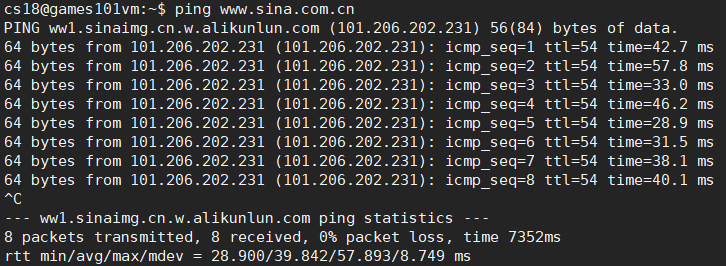 cs18@games101vm:~$ ping www.sina.com.cn
PING ww1.sinaimg.cn.w.alikunlun.com (101.206.202.231) 56(84) bytes of data.
64 bytes from 101.206.202.231 (101.206.202.231): icmp_seq=1 ttl=54 time=42.7 ms
64 bytes from 101.206.202.231 (101.206.202.231): icmp_seq=2 ttl=54 time=57.8 ms
64 bytes from 101.206.202.231 (101.206.202.231): icmp_seq=3 ttl=54 time=33.0 ms
64 bytes from 101.206.202.231 (101.206.202.231): icmp_seq=4 ttl=54 time=46.2 ms
64 bytes from 101.206.202.231 (101.206.202.231): icmp_seq=5 ttl=54 time=28.9 ms
64 bytes from 101.206.202.231 (101.206.202.231): icmp_seq=6 ttl=54 time=31.5 ms
64 bytes from 101.206.202.231 (101.206.202.231): icmp_seq=7 ttl=54 time=38.1 ms
64 bytes from 101.206.202.231 (101.206.202.231): icmp_seq=8 ttl=54 time=40.1 ms
^C
--- ww1.sinaimg.cn.w.alikunlun.com ping statistics ---
8 packets transmitted, 8 received, 0% packet loss, time 7352ms
rtt min/avg/max/mdev = 28.900/39.842/57.893/8.749 ms